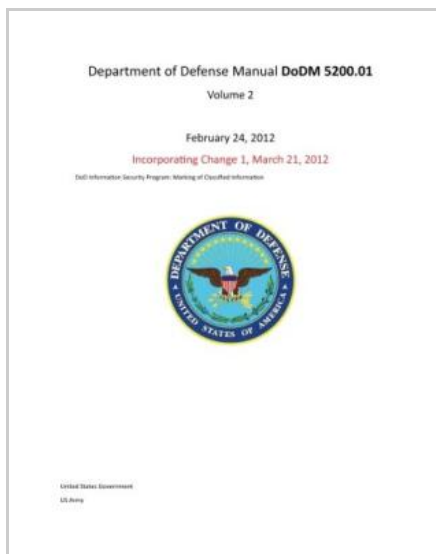 Department of Defense Manual DoDM 5200.01
Volume 2
February 24, 2012
Incorporating Change 1, March 21, 2012
DoD Information Security Program: Marking of Classified Information
DEPARTMENT OF DEFENSE
UNITED STATES OF AMERICA
United States Government
US Army